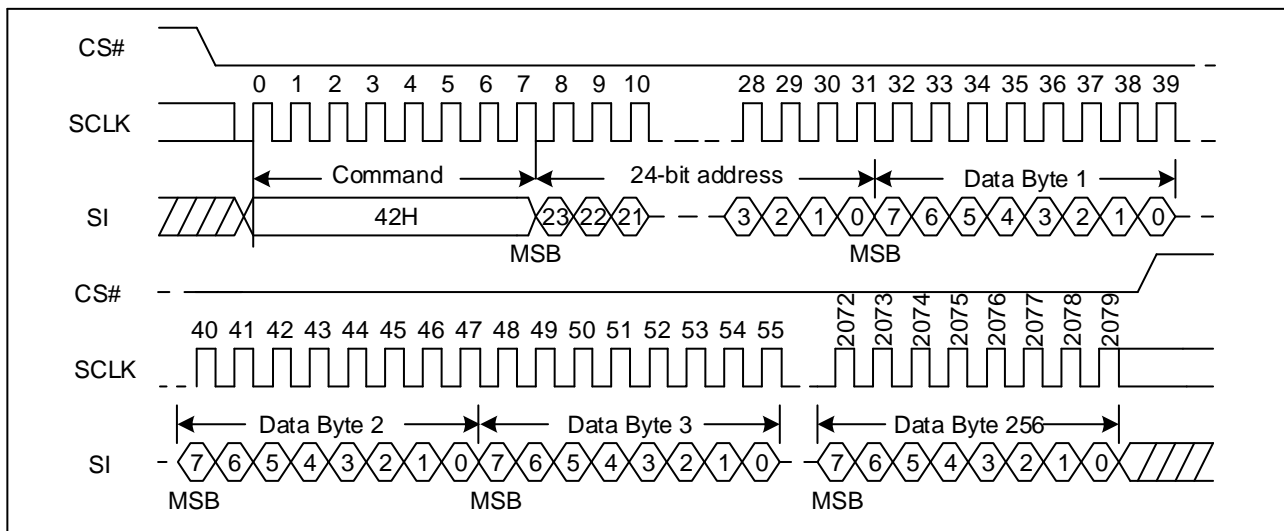 CS#
0 1 2 3 4 5 6 7 8 9 10 28 29 30 31 32 33 34 35 36 37 38 39
SCLK
Command 24-bit address Data Byte 1
SI 42H 23 22 21 3 2 1 0 7 6 5 4 3 2 1 0
MSB MSB
CS#
40 41 42 43 44 45 46 47 48 49 50 51 52 53 54 55 2072 2073 2074 2075 2076 2077 2078 2079
SCLK
Data Byte 2 Data Byte 3 Data Byte 256
SI 7 6 5 4 3 2 1 0 7 6 5 4 3 2 1 0 7 6 5 4 3 2 1 0
MSB MSB MSB